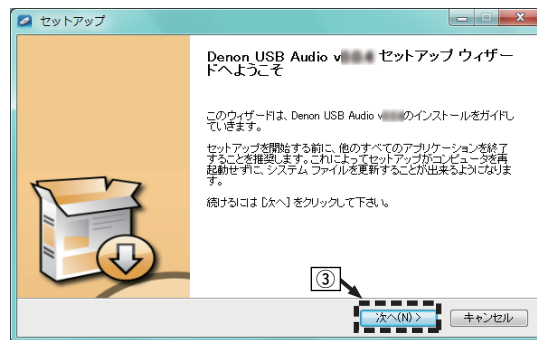 セットアップ
Denon USB Audio v セットアップ ウィザー
ドへようこそ
このウィザードは、Denon USB Audio v のインストールをガイドし
ていきます。
セットアップを開始する前に、他のすべてのアプリケーションを終了
することを推奨します。これによってセットアップがコンピュータを再
起動せずに、システム ファイルを更新することが出来るようになりま
す。
続けるには [次へ] をクリックして下さい。
③
次へ(N) >
キャンセル